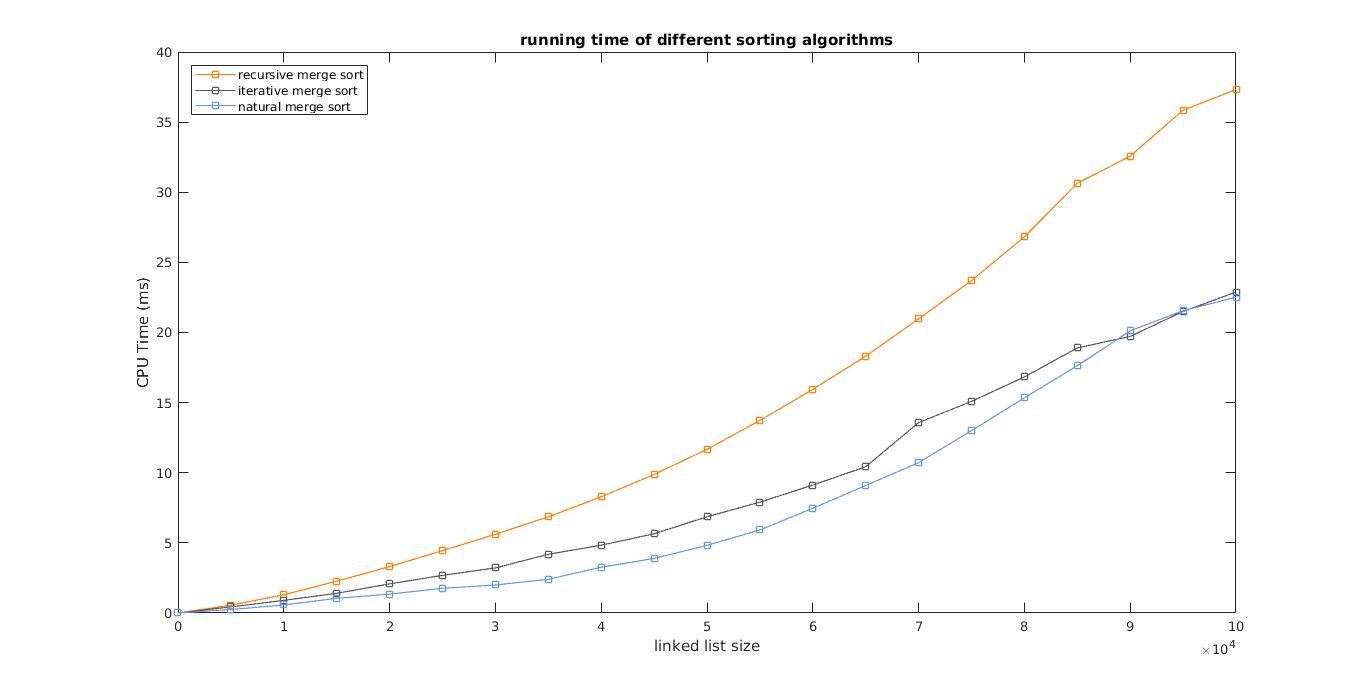 running time of different sorting algorithms
recursive merge sort
iterative merge sort
natural merge sort
40
35
30
25
20
15
10
5
0
CPU Time (ms)
0 1 2 3 4 5 6 7 8 9 10
linked list size
×10⁴